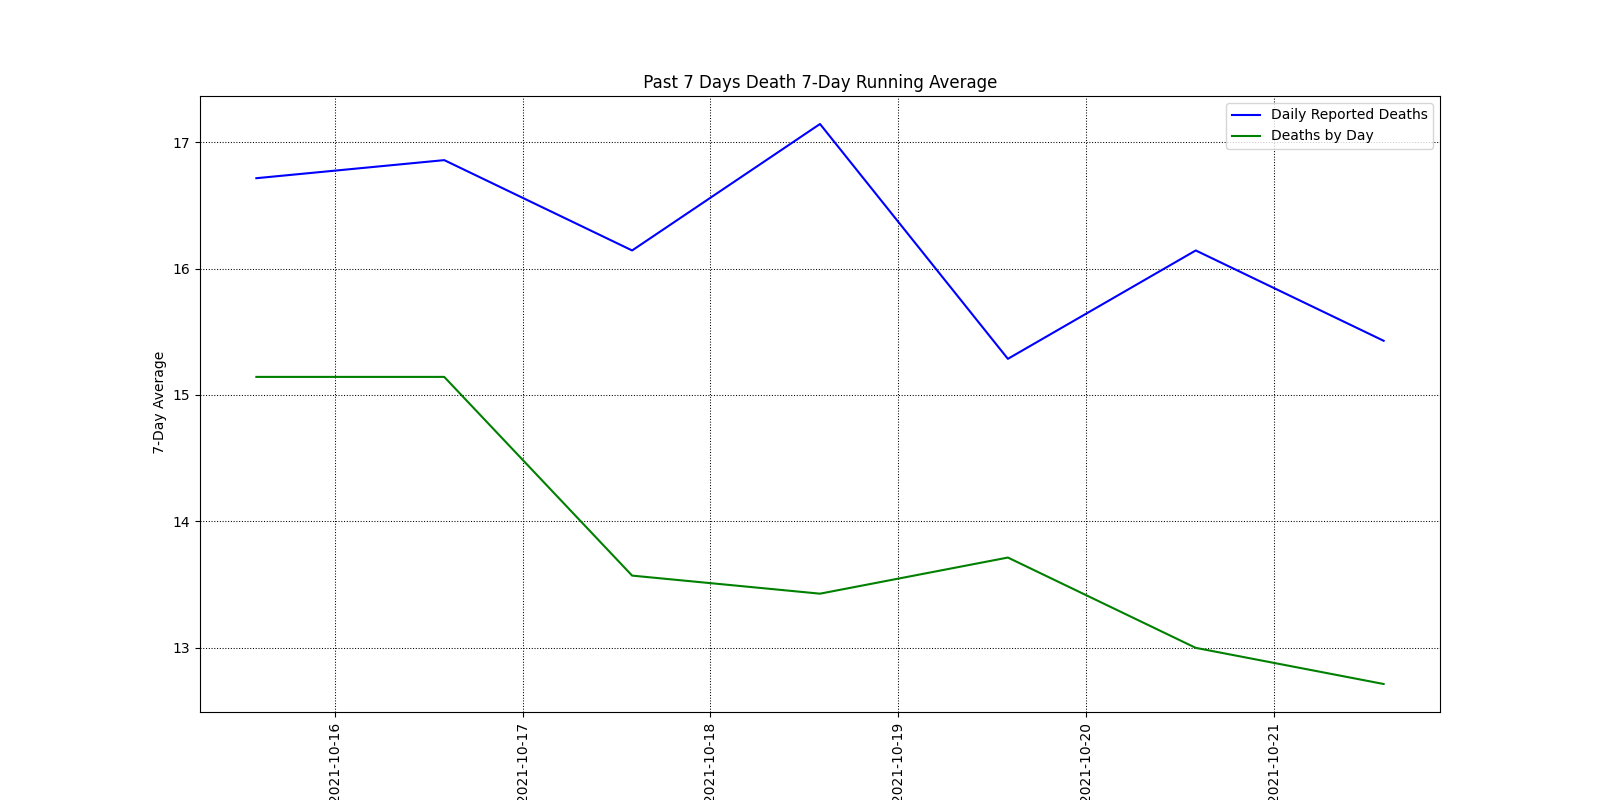 Past 7 Days Death 7-Day Running Average
Daily Reported Deaths
Deaths by Day
7-Day Average
17
16
15
14
13
2021-10-16
2021-10-17
2021-10-18
2021-10-19
2021-10-20
2021-10-21